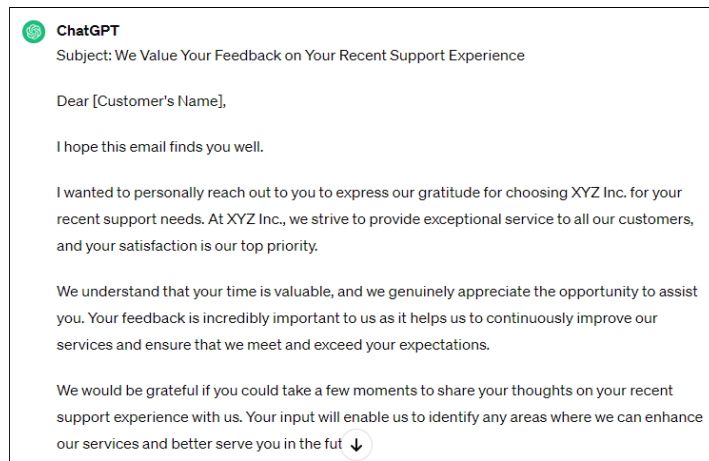 ChatGPT
Subject: We Value Your Feedback on Your Recent Support Experience
Dear [Customer's Name],
I hope this email finds you well.
I wanted to personally reach out to you to express our gratitude for choosing XYZ Inc. for your
recent support needs. At XYZ Inc., we strive to provide exceptional service to all our customers,
and your satisfaction is our top priority.
We understand that your time is valuable, and we genuinely appreciate the opportunity to assist
you. Your feedback is incredibly important to us as it helps us to continuously improve our
services and ensure that we meet and exceed your expectations.
We would be grateful if you could take a few moments to share your thoughts on your recent
support experience with us. Your input will enable us to identify any areas where we can enhance
our services and better serve you in the fut